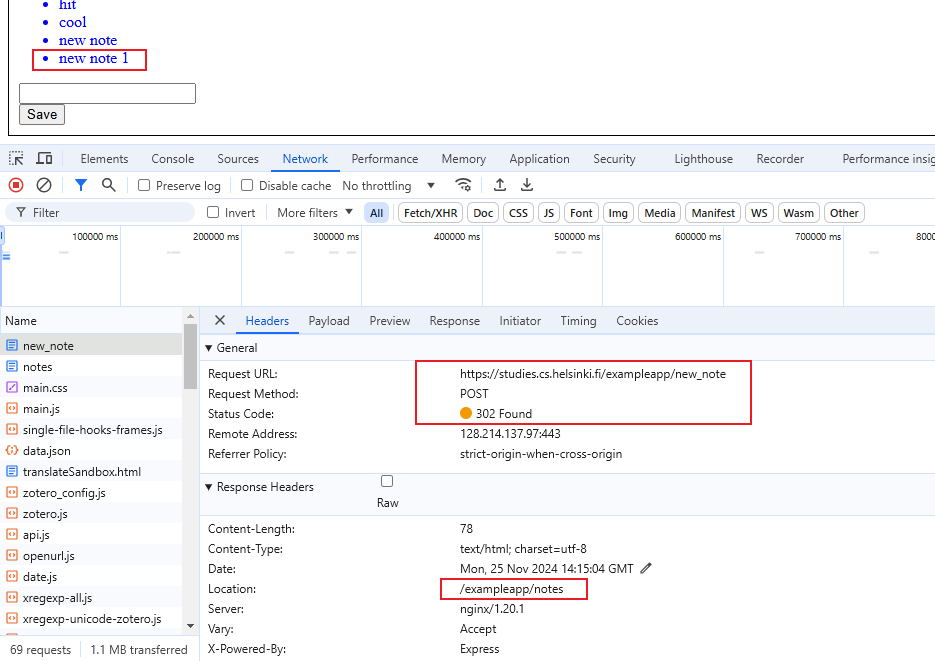 hit
cool
new note
new note 1
Save
Elements Console Sources Network Performance Memory Application Security Lighthouse Recorder Performance insig
Preserve log Disable cache No throttling
Filter Invert More filters All Fetch/XHR Doc CSS JS Font Img Media Manifest WS Wasm Other
100000 ms 200000 ms 300000 ms 400000 ms 500000 ms 600000 ms 700000 ms 8000
Name
new_note
notes
main.css
main.js
single-file-hooks-frames.js
data.json
translateSandbox.html
zotero_config.js
zotero.js
api.js
openurl.js
date.js
xregexp-all.js
xregexp-unicode-zotero.js
69 requests 1.1 MB transferred
Headers Payload Preview Response Initiator Timing Cookies
General
Request URL: https://studies.cs.helsinki.fi/exampleapp/new_note
Request Method: POST
Status Code: 302 Found
Remote Address: 128.214.137.97:443
Referrer Policy: strict-origin-when-cross-origin
Response Headers
Raw
Content-Length: 78
Content-Type: text/html; charset=utf-8
Date: Mon, 25 Nov 2024 14:15:04 GMT
Location: /exampleapp/notes
Server: nginx/1.20.1
Vary: Accept
X-Powered-By: Express